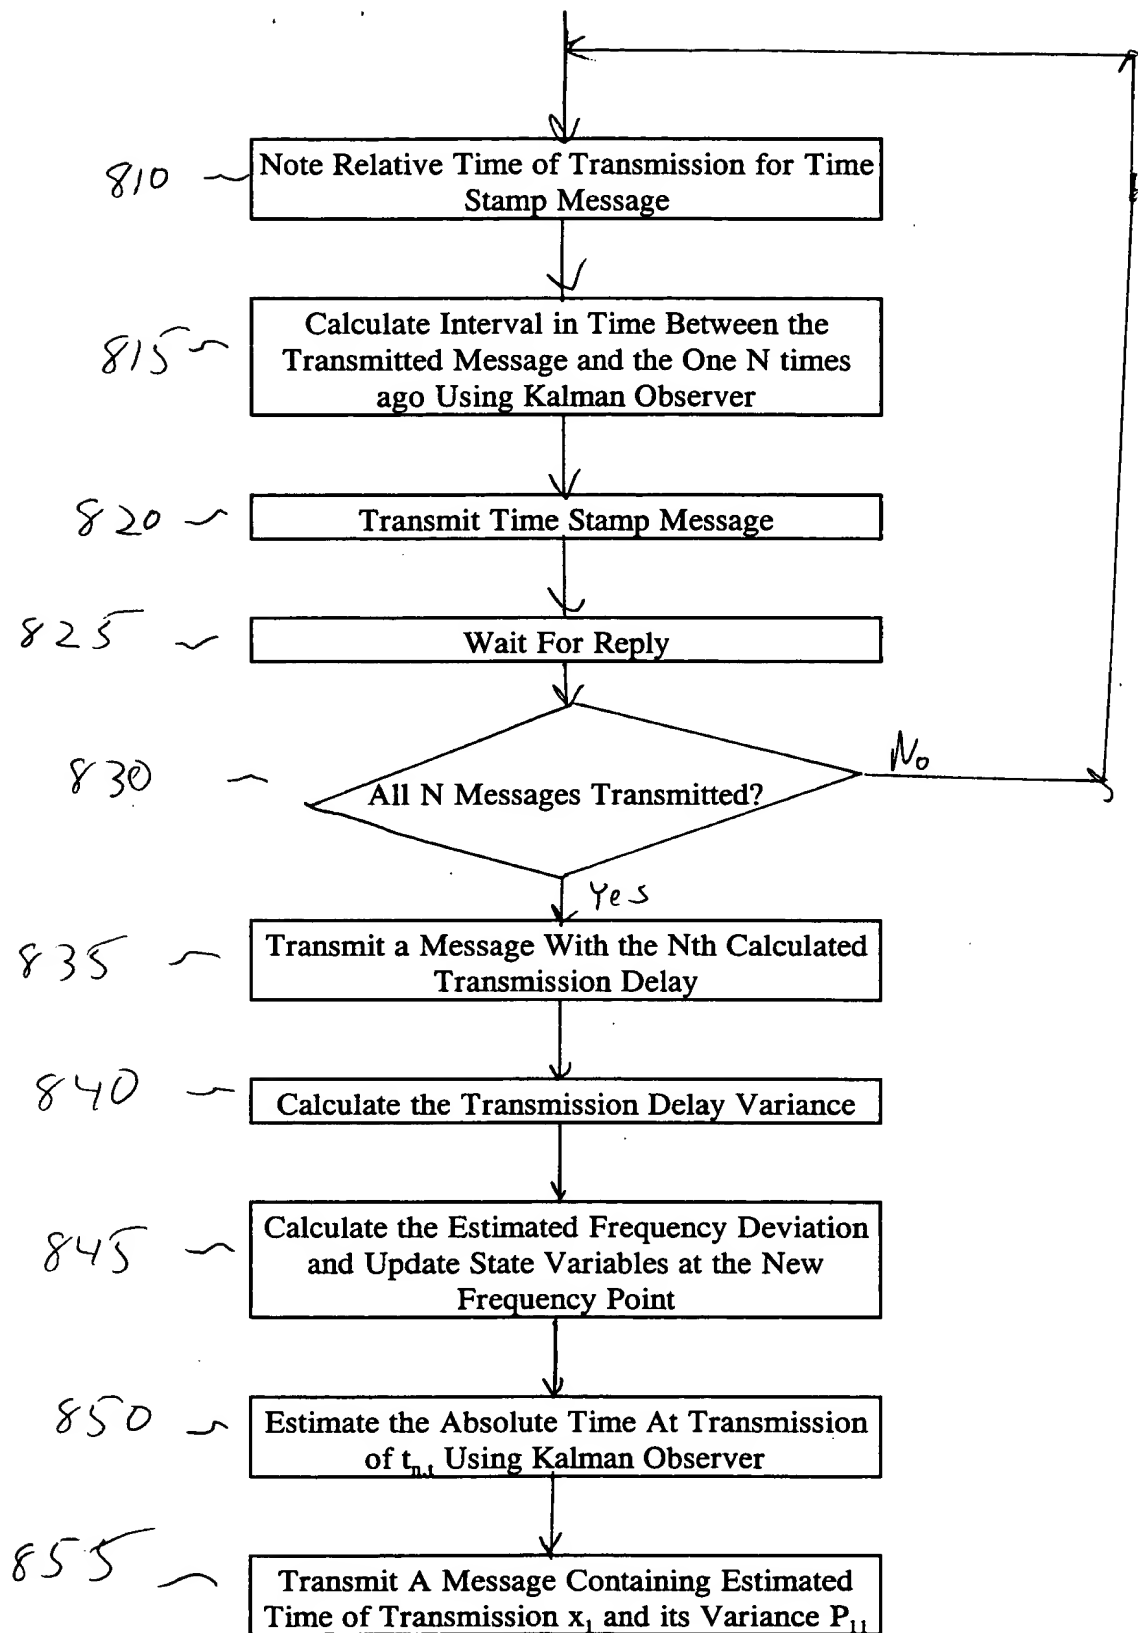 810
Note Relative Time of Transmission for Time
Stamp Message
815
Calculate Interval in Time Between the
Transmitted Message and the One N times
ago Using Kalman Observer
820
Transmit Time Stamp Message
825
Wait For Reply
830
All N Messages Transmitted?
No
Yes
835
Transmit a Message With the Nth Calculated
Transmission Delay
840
Calculate the Transmission Delay Variance
845
Calculate the Estimated Frequency Deviation
and Update State Variables at the New
Frequency Point
850
Estimate the Absolute Time At Transmission
of t_{n,t} Using Kalman Observer
855
Transmit A Message Containing Estimated
Time of Transmission x₁ and its Variance P₁₁